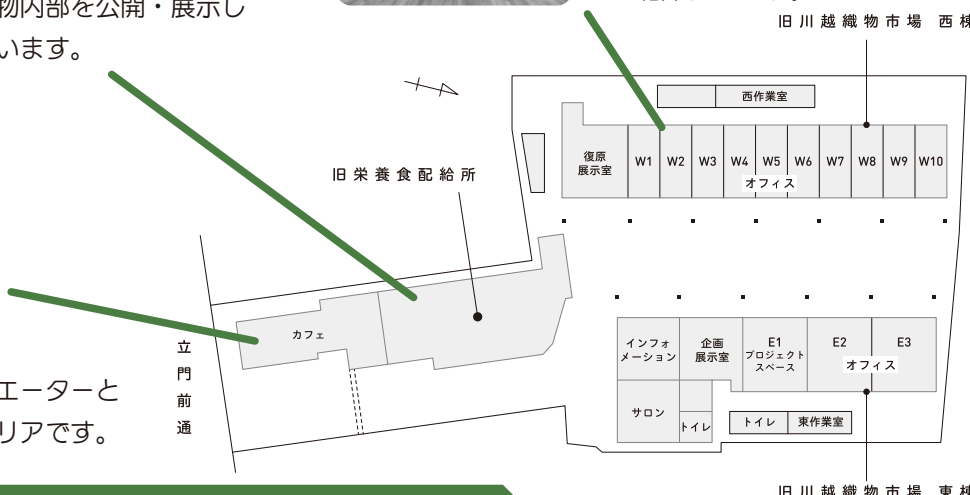 物内部を公開・展示し
います。
旧川越織物市場 西棟
西作業室
復原
展示室
W1
W2
W3
W4
W5
W6
W7
W8
W9
W10
オフィス
旧栄養食配給所
カフェ
立門前通
エーターと
リアです。
インフォ
メーション
企画
展示室
E1
プロジェクト
スペース
E2
E3
オフィス
サロン
トイレ
トイレ
東作業室
旧川越織物市場 東棟